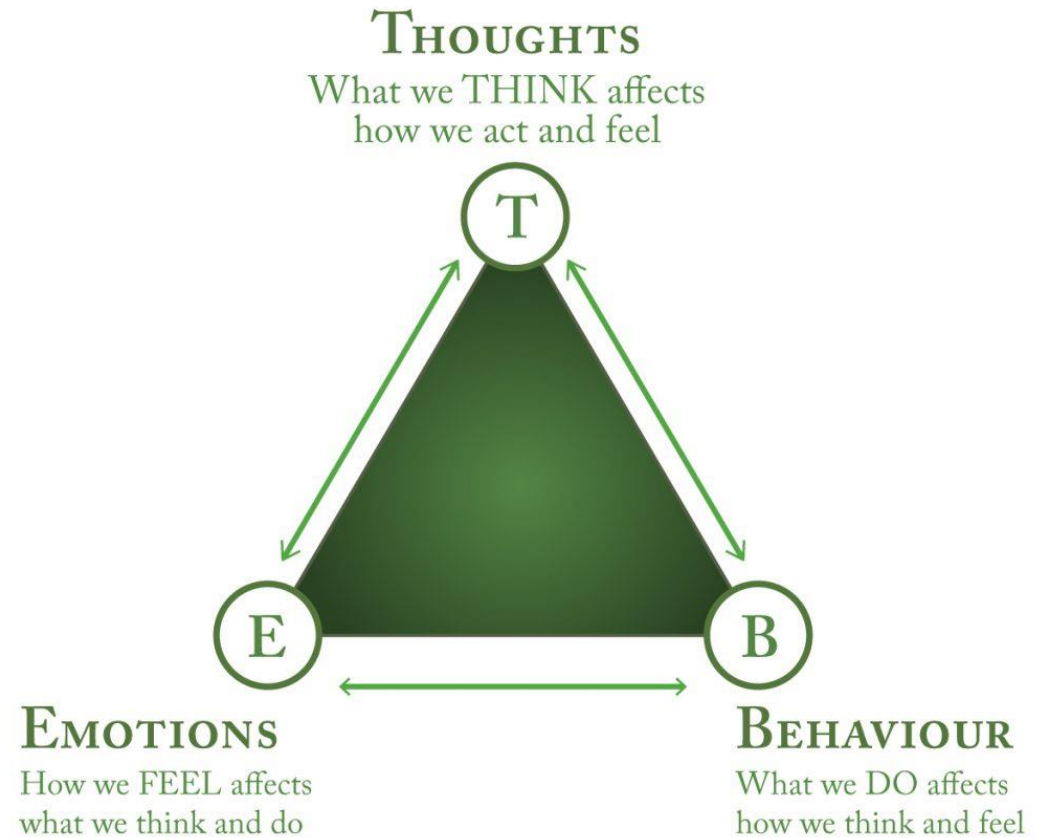 THOUGHTS
What we THINK affects
how we act and feel
T
E
B
EMOTIONS
How we FEEL affects
what we think and do
BEHAVIOUR
What we DO affects
how we think and feel